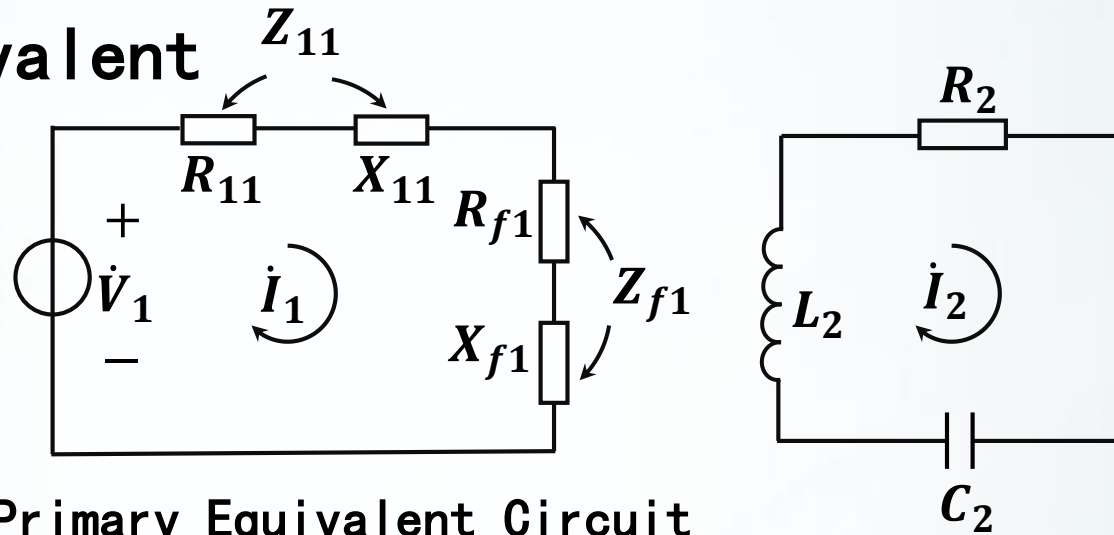 valent
Z11
R11
X11
+
V̇1
−
İ1
Rf1
Xf1
Zf1
R2
L2
İ2
C2
Primary Equivalent Circuit